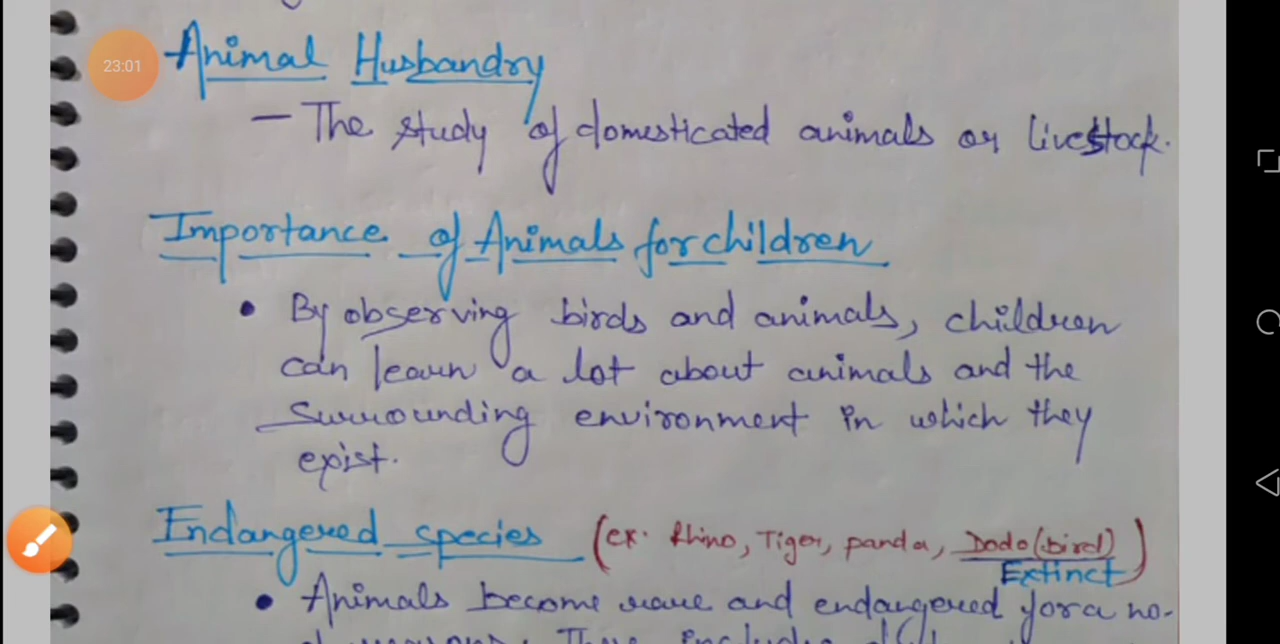 23:01
Animal Husbandry
– The study of domesticated animals or livestock.
Importance of Animals for children
• By observing birds and animals, children
can learn a lot about animals and the
surrounding environment in which they
exist.
Endangered species (ex. Rhino, Tiger, panda, Dodo(bird))
Extinct
• Animals become rare and endangered for a no-